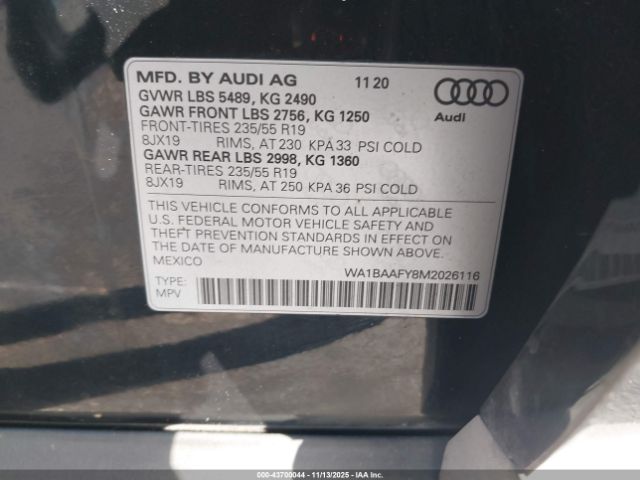 MFD. BY AUDI AG 11 20
GVWR LBS 5489, KG 2490
GAWR FRONT LBS 2756, KG 1250
FRONT-TIRES 235/55 R19
8JX19 RIMS, AT 230 KPA 33 PSI COLD
GAWR REAR LBS 2998, KG 1360
REAR-TIRES 235/55 R19
8JX19 RIMS, AT 250 KPA 36 PSI COLD
Audi
THIS VEHICLE CONFORMS TO ALL APPLICABLE
U.S. FEDERAL MOTOR VEHICLE SAFETY AND
THEFT PREVENTION STANDARDS IN EFFECT ON
THE DATE OF MANUFACTURE SHOWN ABOVE.
MEXICO
WA1BAAFY8M2026116
TYPE:
MPV
000-43700044 — 11/13/2025 — IAAI.COM